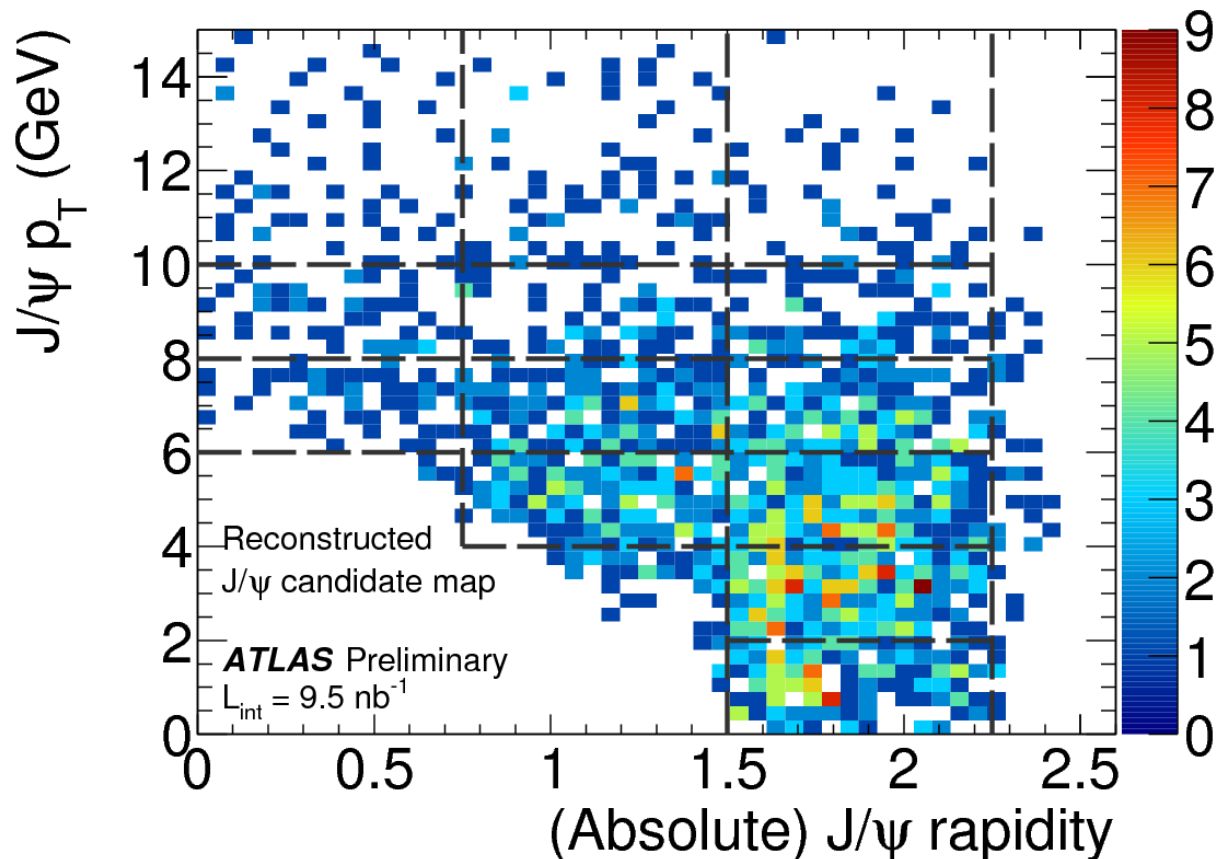 J/ψ p_T (GeV)
14
12
10
8
6
4
2
0
Reconstructed
J/ψ candidate map
ATLAS Preliminary
L_int = 9.5 nb^-1
0 0.5 1 1.5 2 2.5
(Absolute) J/ψ rapidity
9
8
7
6
5
4
3
2
1
0